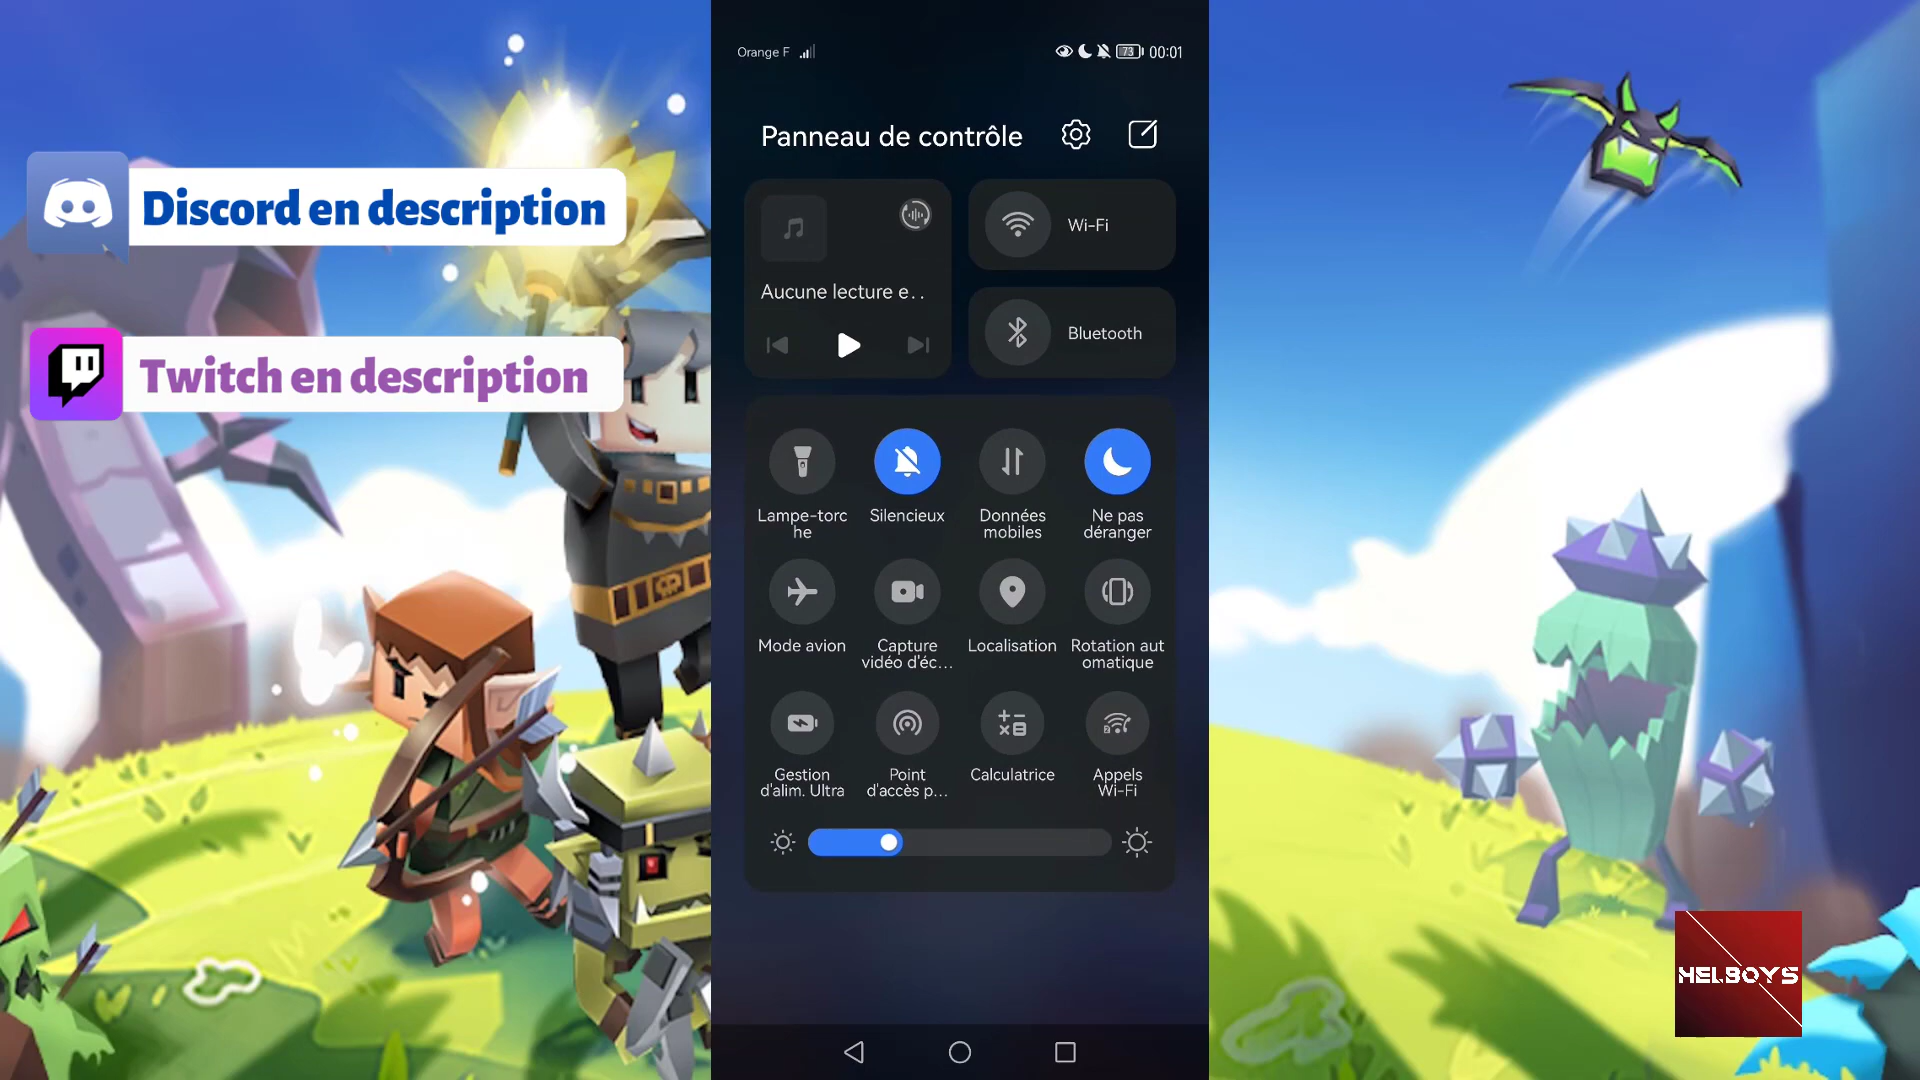 Orange F
73
00:01
Panneau de contrôle
Discord en description
Twitch en description
Wi-Fi
Aucune lecture e..
Bluetooth
Lampe-torc
he
Silencieux
Données
mobiles
Ne pas
déranger
Mode avion
Capture
vidéo d'éc...
Localisation
Rotation aut
omatique
Gestion
d'alim. Ultra
Point
d'accès p...
Calculatrice
Appels
Wi-Fi
HELBOYS